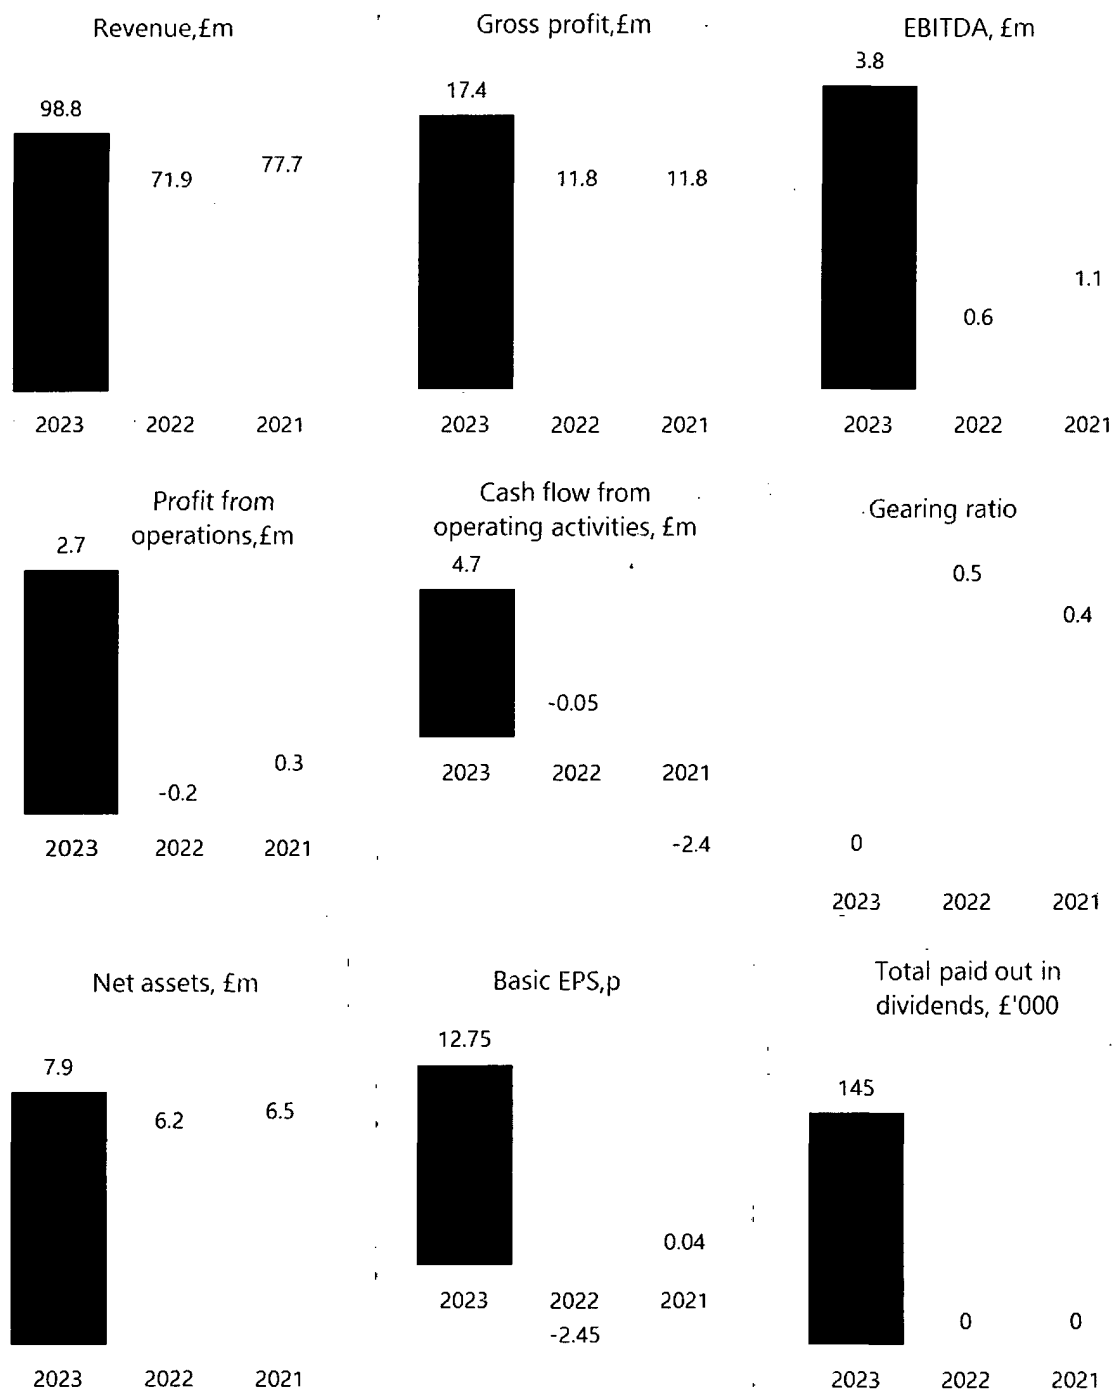 Revenue,£m
98.8
71.9
77.7
2023 2022 2021
Gross profit,£m
17.4
11.8
11.8
2023 2022 2021
EBITDA, £m
3.8
0.6
1.1
2023 2022 2021
Profit from
operations,£m
2.7
-0.2
0.3
2023 2022 2021
Cash flow from
operating activities, £m
4.7
-0.05
2023 2022 2021
-2.4
Gearing ratio
0.5
0.4
0
2023 2022 2021
Net assets, £m
7.9
6.2
6.5
2023 2022 2021
Basic EPS,p
12.75
0.04
2023 2022 2021
-2.45
Total paid out in
dividends, £'000
145
0
0
2023 2022 2021